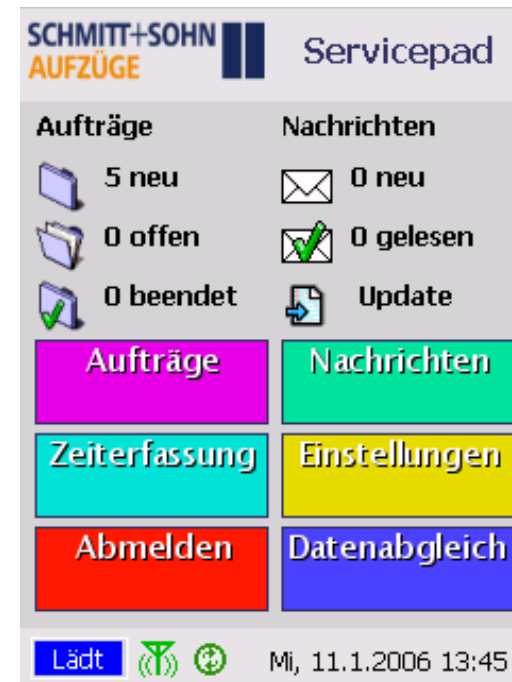 SCHMITT+SOHN
AUFZÜGE
Servicepad
Aufträge
Nachrichten
5 neu
0 neu
0 offen
0 gelesen
0 beendet
Update
Aufträge
Nachrichten
Zeiterfassung
Einstellungen
Abmelden
Datenabgleich
Lädt
Mi, 11.1.2006 13:45